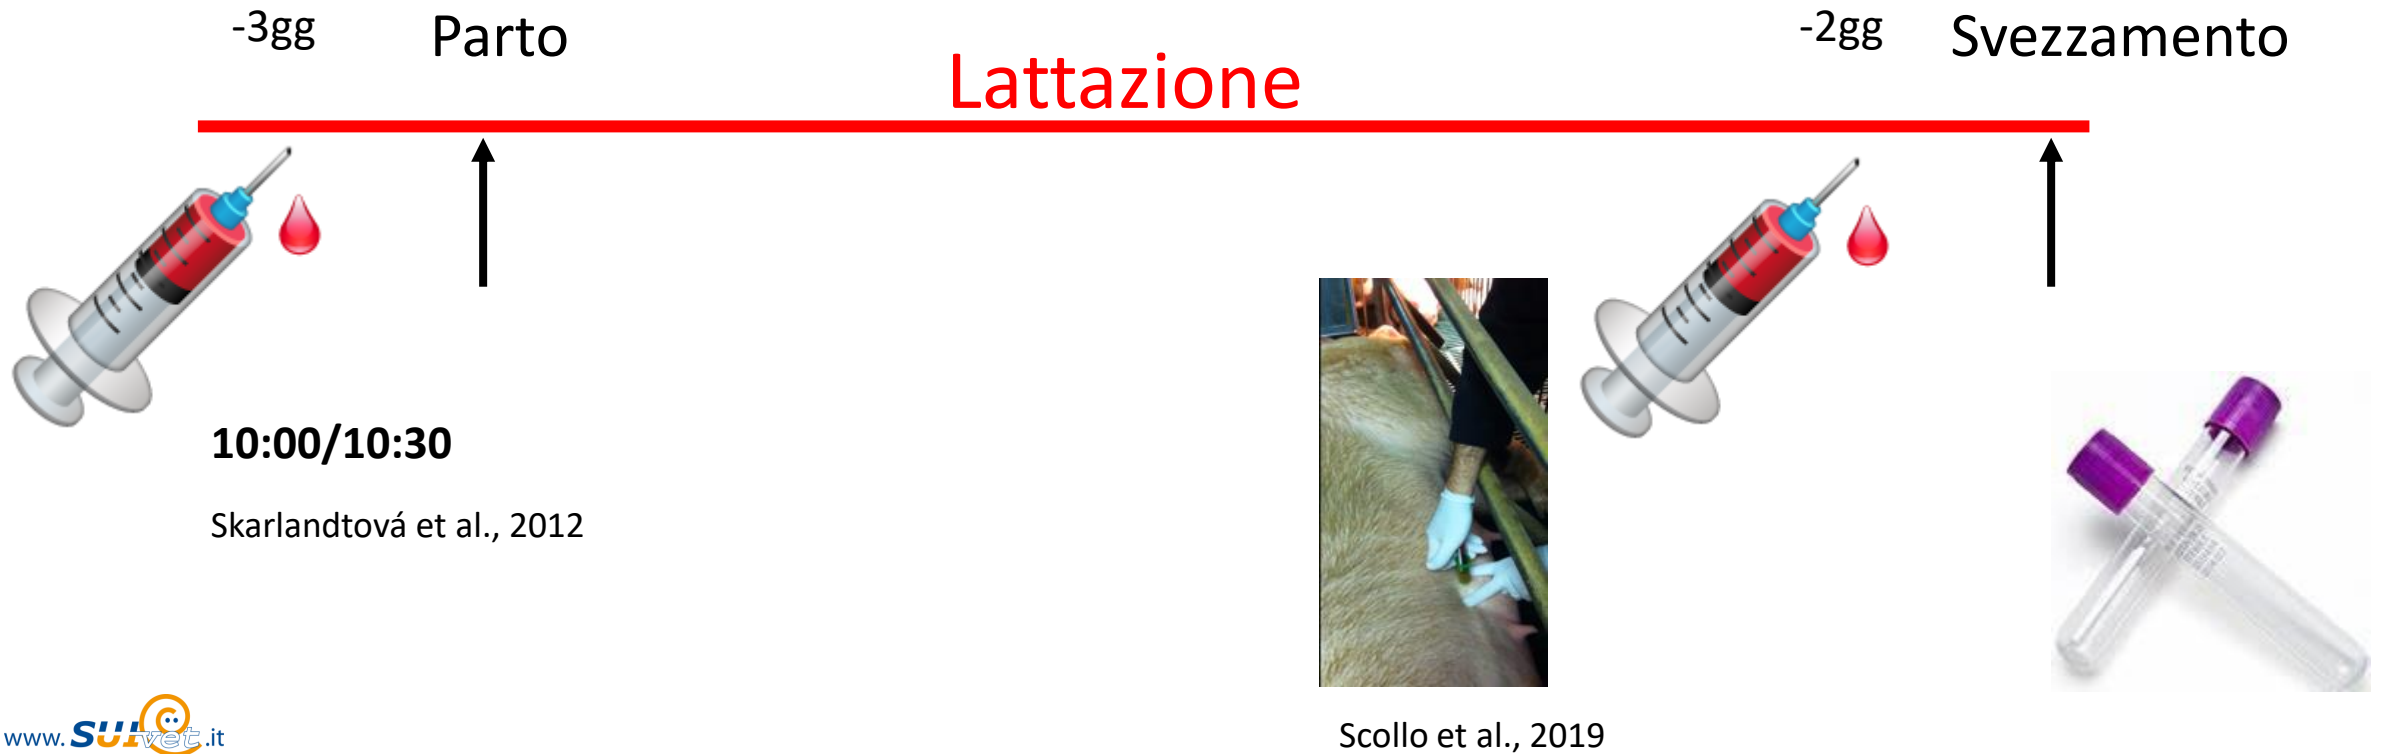 -3gg
Parto
Lattazione
-2gg
Svezzamento
10:00/10:30
Skarlandtová et al., 2012
Scollo et al., 2019
www.SUIvet.it